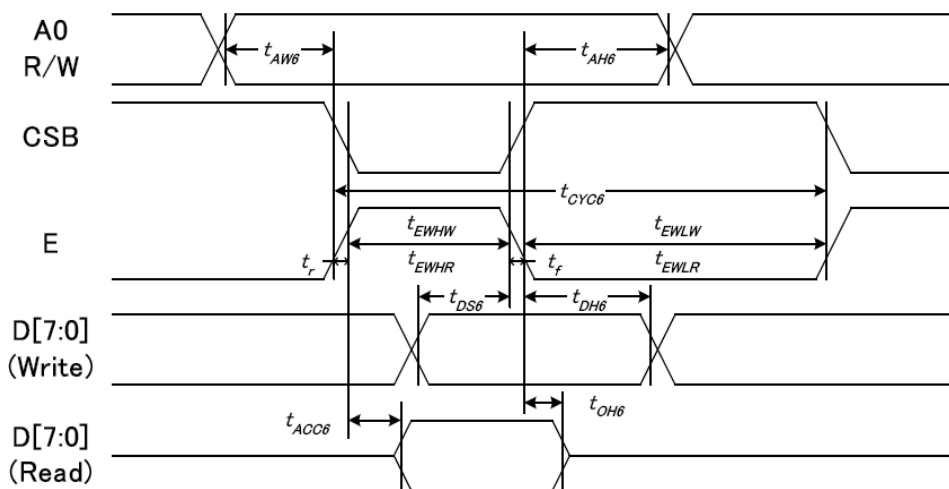 A0
R/W
tAW6
tAH6
CSB
tCYC6
E
tEWHW
tEWLW
tr
tEWHR
tf
tEWLR
tDS6
tDH6
D[7:0]
(Write)
tACC6
tOH6
D[7:0]
(Read)